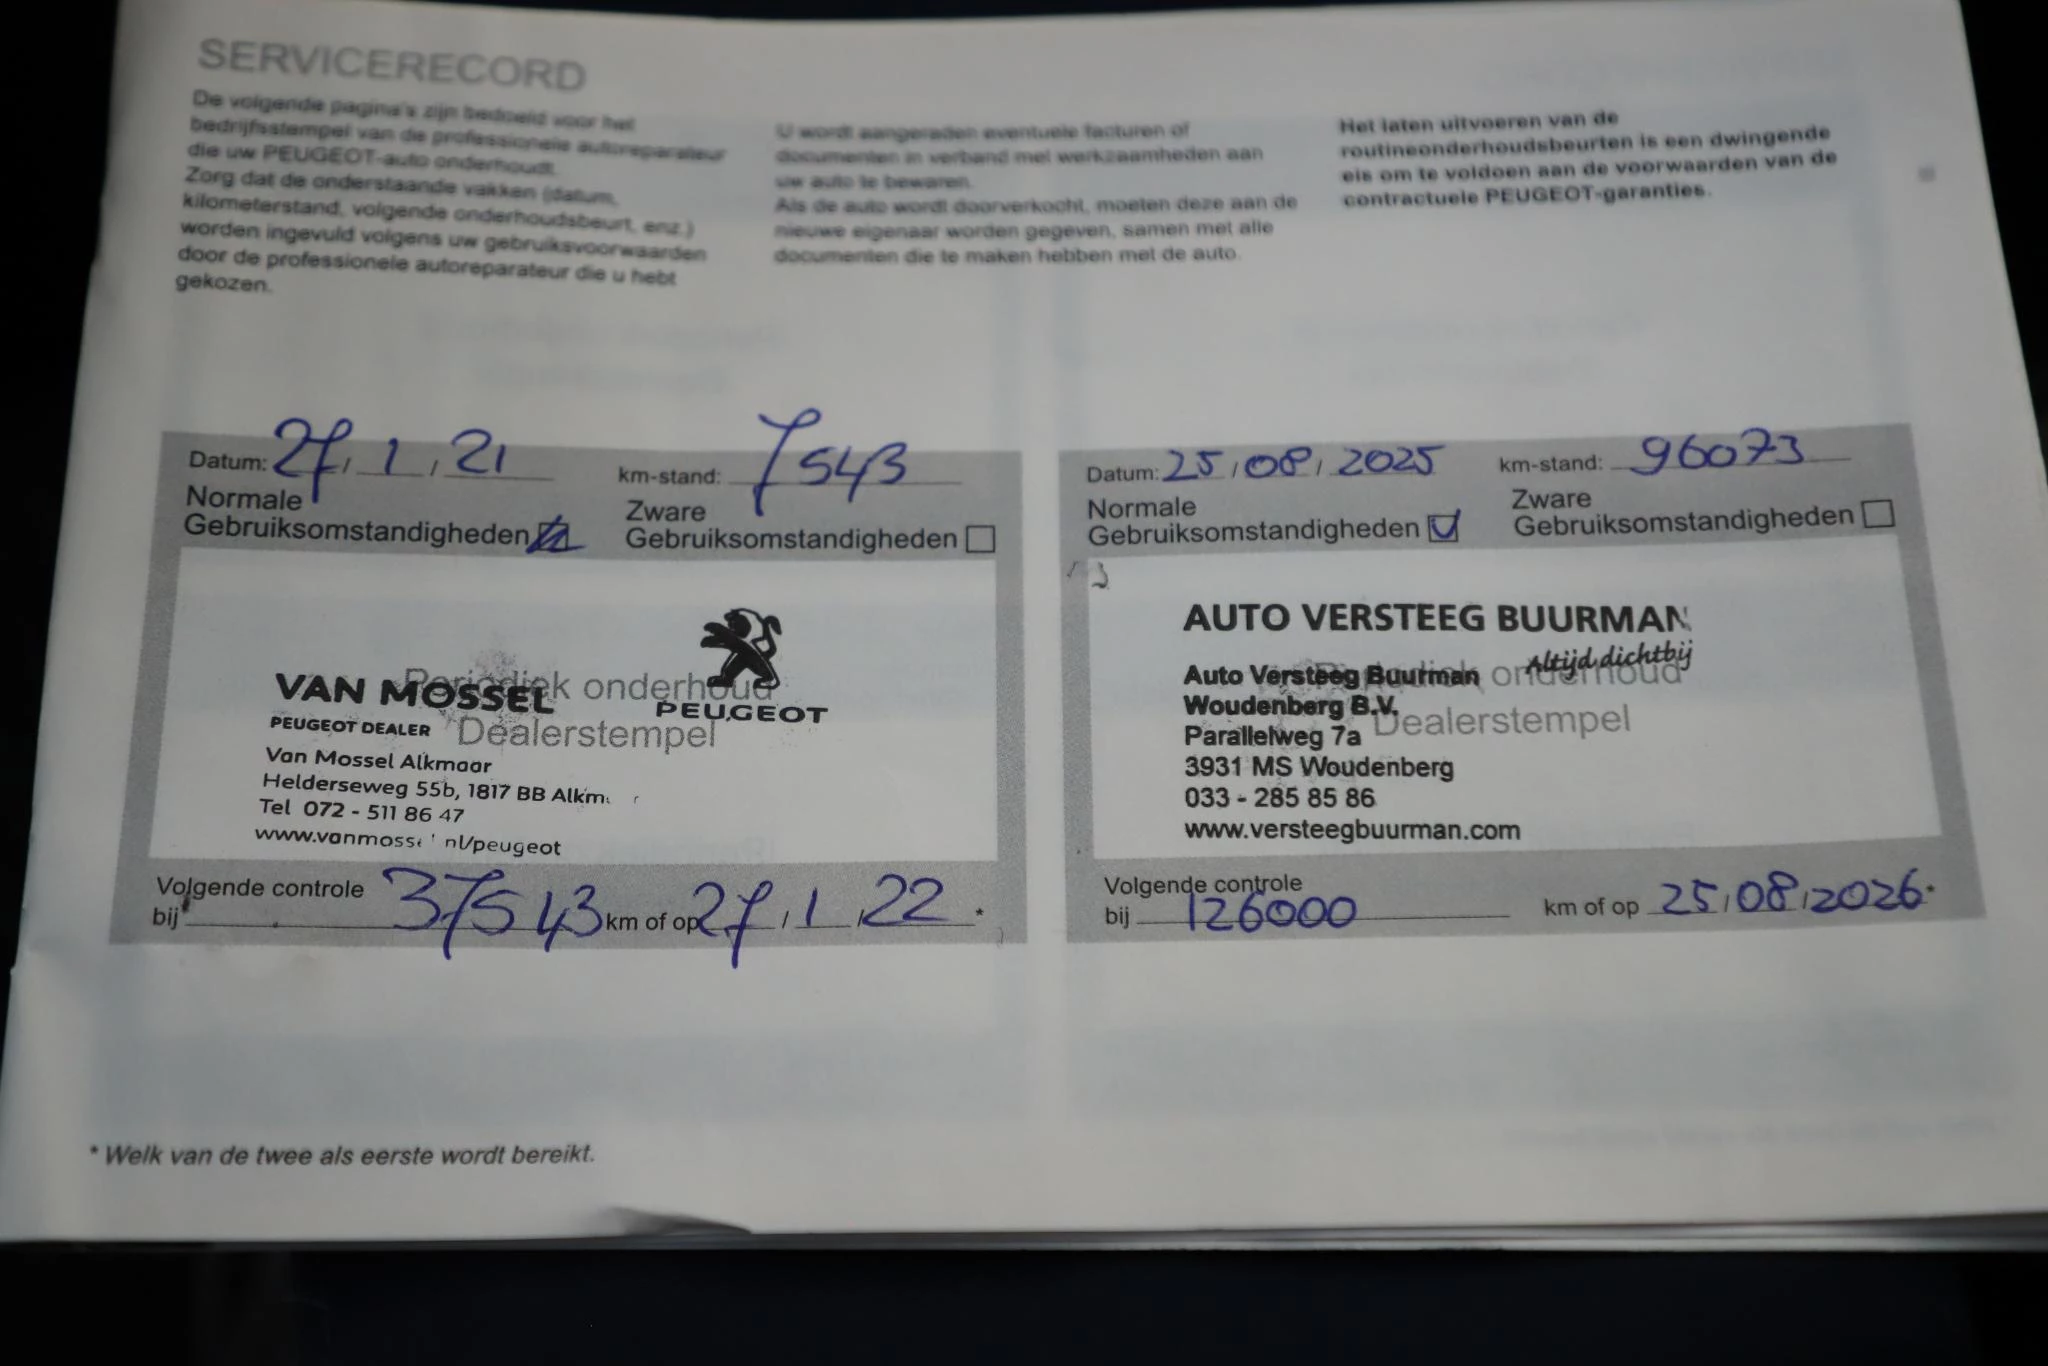 SERVICERECORD
De volgende pagina's zijn bedoeld voor het
bedrijfsstempel van de professionele autoreparateur
die uw PEUGEOT-auto onderhoudt.
Zorg dat de onderstaande vakken (datum,
kilometerstand, volgende onderhoudsbeurt, enz.)
worden ingevuld volgens uw gebruiksvoorwaarden
door de professionele autoreparateur die u hebt
gekozen.
U wordt aangeraden eventuele facturen of
documenten in verband met werkzaamheden aan
uw auto te bewaren.
Als de auto wordt doorverkocht, moeten deze aan de
nieuwe eigenaar worden gegeven, samen met alle
documenten die te maken hebben met de auto.
Het laten uitvoeren van de
routineonderhoudsbeurten is een dwingende
eis om te voldoen aan de voorwaarden van de
contractuele PEUGEOT-garanties.
Datum: 27 / 1 / 21 km-stand: 7543
Normale
Gebruiksomstandigheden
Zware
Gebruiksomstandigheden
Periodiek onderhoud
Dealerstempel
VAN MOSSEL
PEUGEOT DEALER
PEUGEOT
Van Mossel Alkmaar
Helderseweg 55b, 1817 BB Alkm
Tel 072 - 511 86 47
www.vanmosse nl/peugeot
Volgende controle
bij 37543 km of op 27 / 1 / 22 *
Datum: 25 / 08 / 2025 km-stand: 96073
Normale
Gebruiksomstandigheden
Zware
Gebruiksomstandigheden
AUTO VERSTEEG BUURMAN
Altijd dichtbij
Periodiek onderhoud
Dealerstempel
Auto Versteeg Buurman
Woudenberg B.V.
Parallelweg 7a
3931 MS Woudenberg
033 - 285 85 86
www.versteegbuurman.com
Volgende controle
bij 126000 km of op 25 / 08 / 2026 *
* Welk van de twee als eerste wordt bereikt.